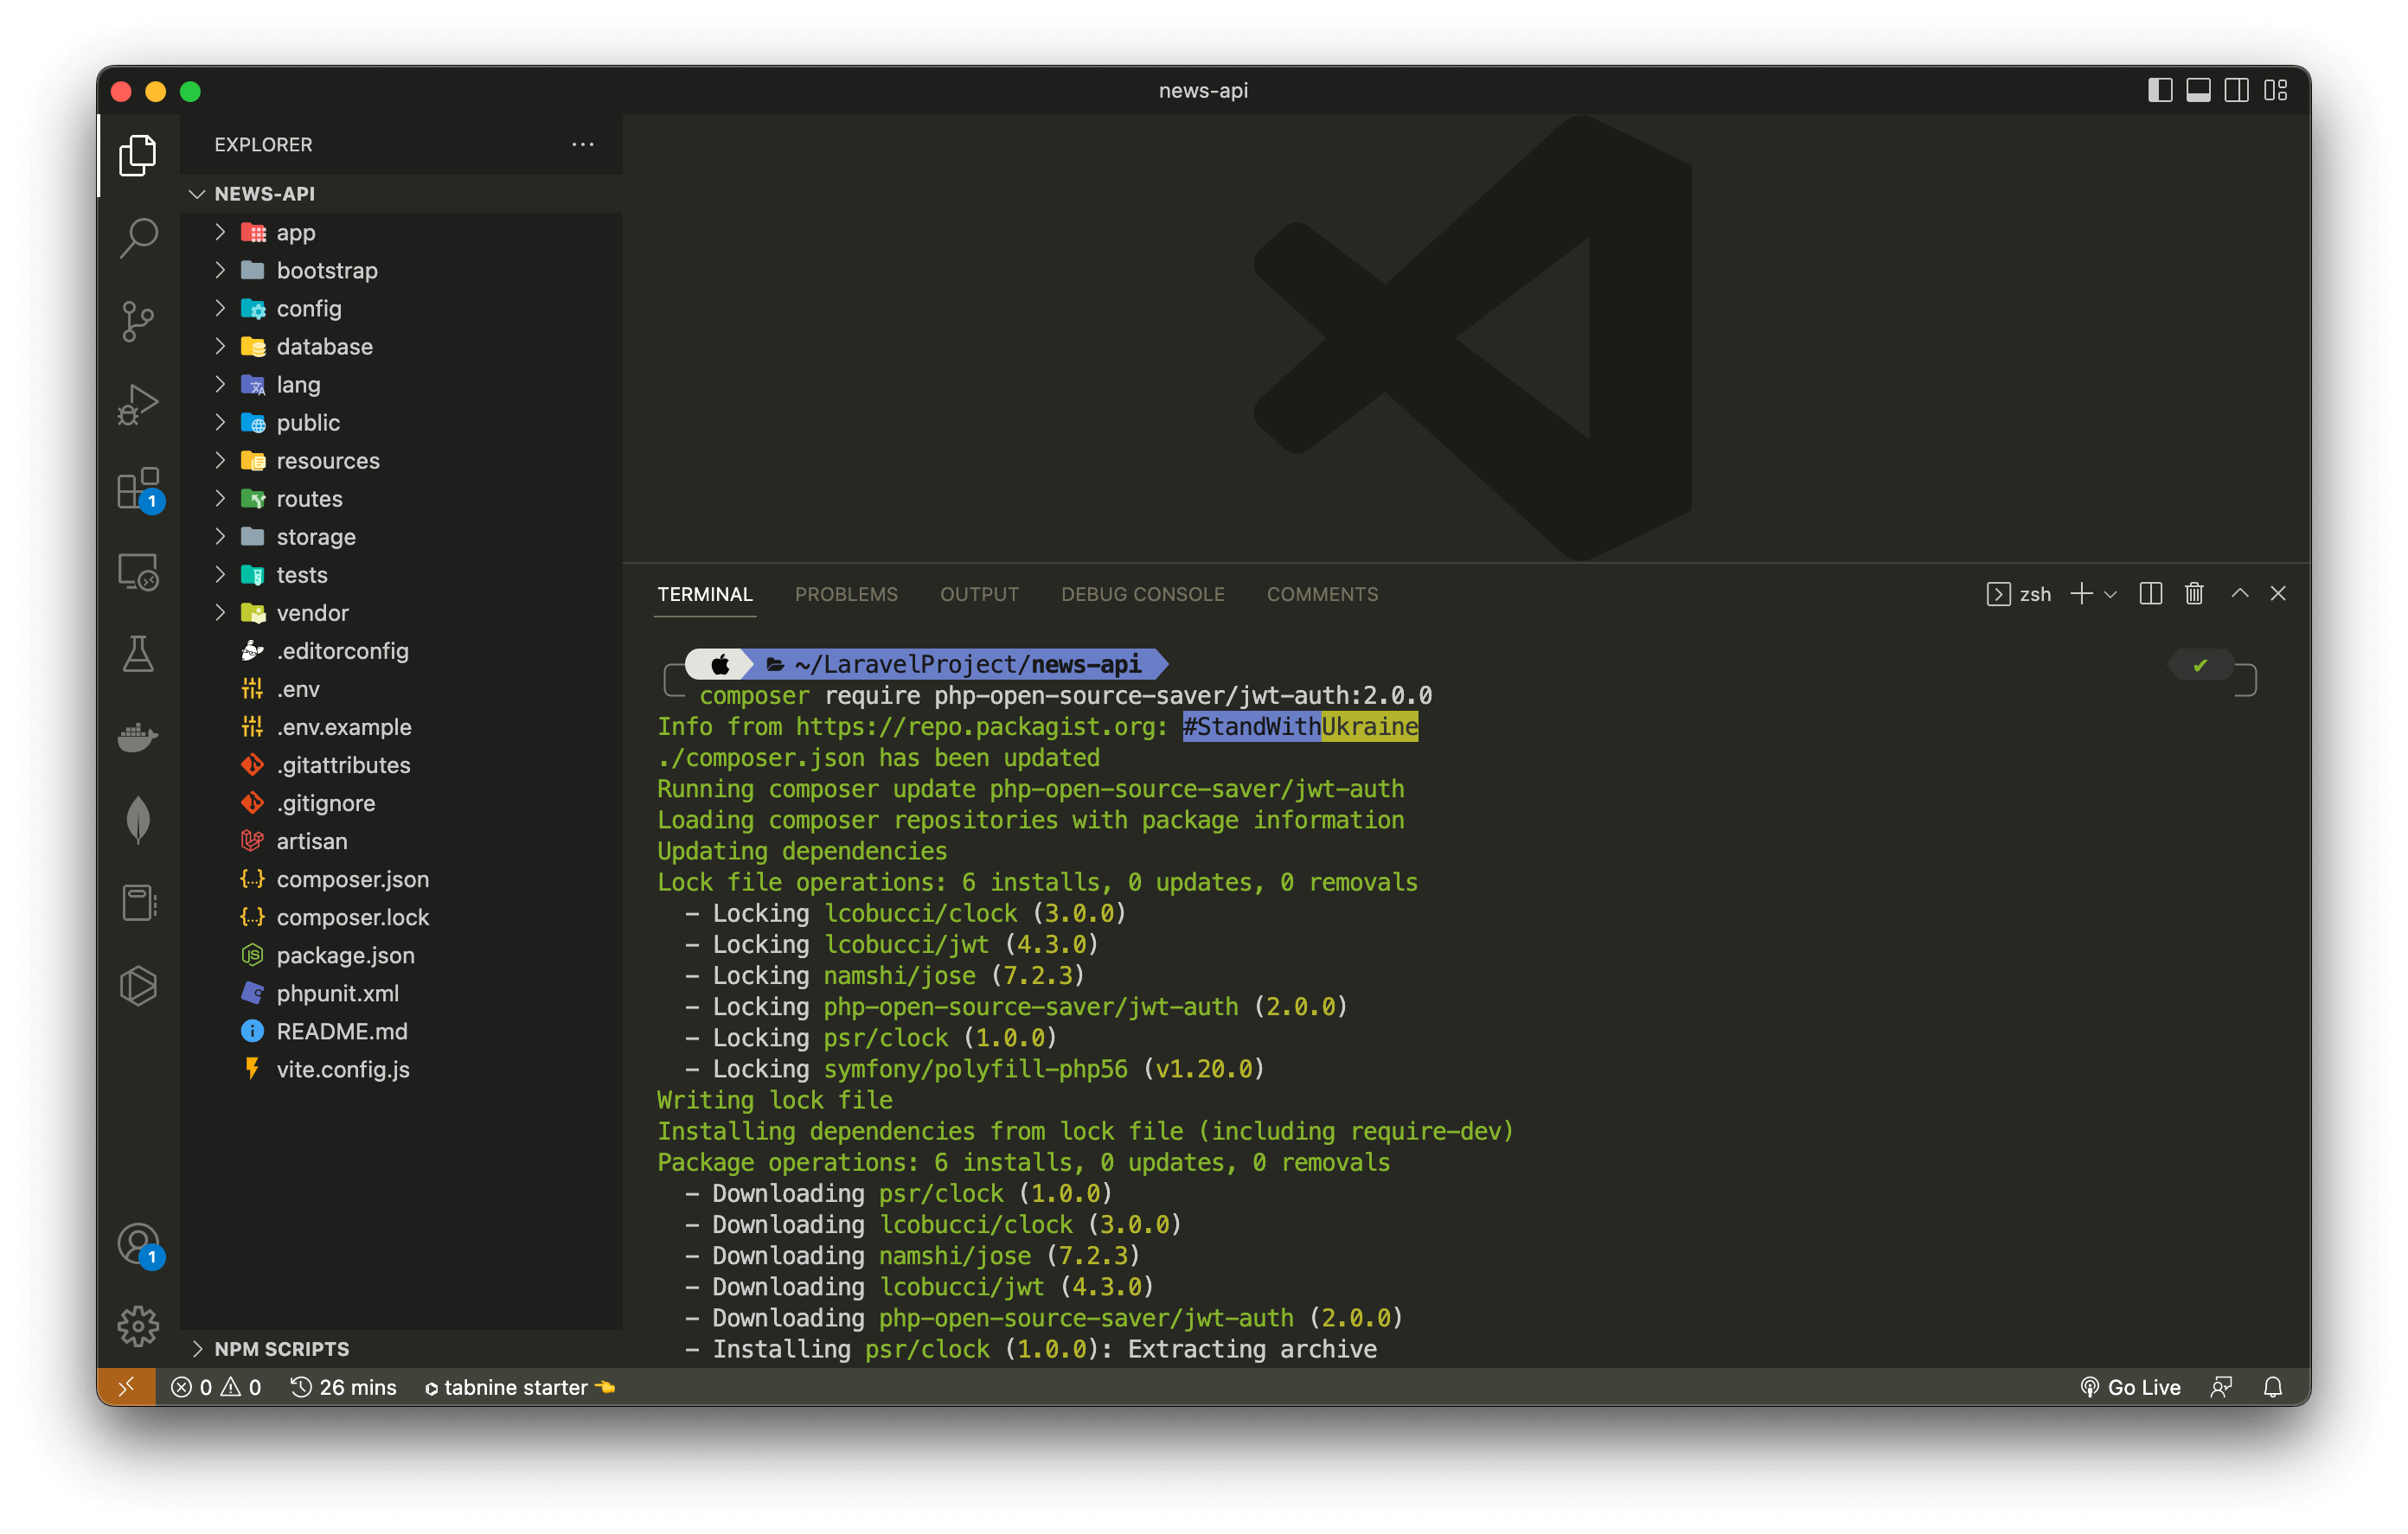 news-api
EXPLORER
NEWS-API
app
bootstrap
config
database
lang
public
resources
routes
storage
tests
vendor
.editorconfig
.env
.env.example
.gitattributes
.gitignore
artisan
composer.json
composer.lock
package.json
phpunit.xml
README.md
vite.config.js
NPM SCRIPTS
1
1
TERMINAL PROBLEMS OUTPUT DEBUG CONSOLE COMMENTS zsh
~/LaravelProject/news-api
composer require php-open-source-saver/jwt-auth:2.0.0
Info from https://repo.packagist.org: #StandWithUkraine
./composer.json has been updated
Running composer update php-open-source-saver/jwt-auth
Loading composer repositories with package information
Updating dependencies
Lock file operations: 6 installs, 0 updates, 0 removals
- Locking lcobucci/clock (3.0.0)
- Locking lcobucci/jwt (4.3.0)
- Locking namshi/jose (7.2.3)
- Locking php-open-source-saver/jwt-auth (2.0.0)
- Locking psr/clock (1.0.0)
- Locking symfony/polyfill-php56 (v1.20.0)
Writing lock file
Installing dependencies from lock file (including require-dev)
Package operations: 6 installs, 0 updates, 0 removals
- Downloading psr/clock (1.0.0)
- Downloading lcobucci/clock (3.0.0)
- Downloading namshi/jose (7.2.3)
- Downloading lcobucci/jwt (4.3.0)
- Downloading php-open-source-saver/jwt-auth (2.0.0)
- Installing psr/clock (1.0.0): Extracting archive
0 0 26 mins tabnine starter Go Live